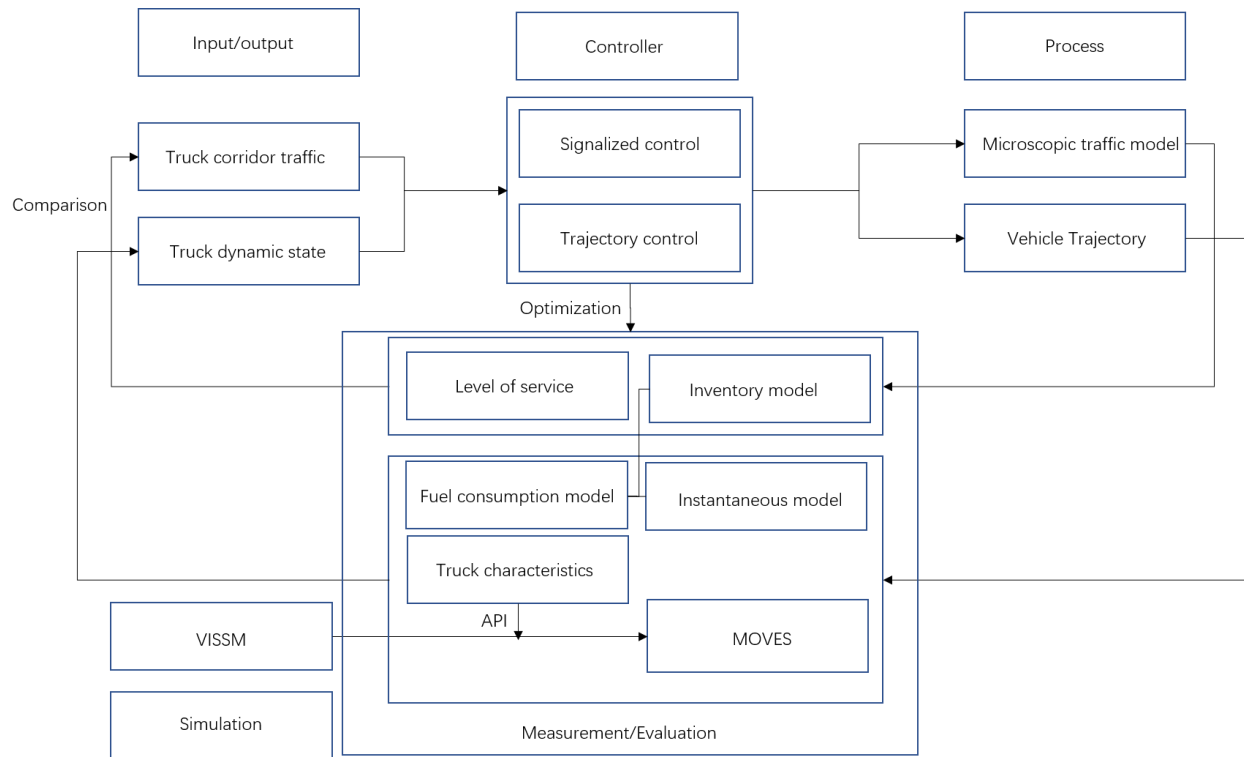 Input/output
Controller
Process
Truck corridor traffic
Signalized control
Microscopic traffic model
Comparison
Truck dynamic state
Trajectory control
Vehicle Trajectory
Optimization
Level of service
Inventory model
Fuel consumption model
Instantaneous model
Truck characteristics
API
VISSM
MOVES
Simulation
Measurement/Evaluation